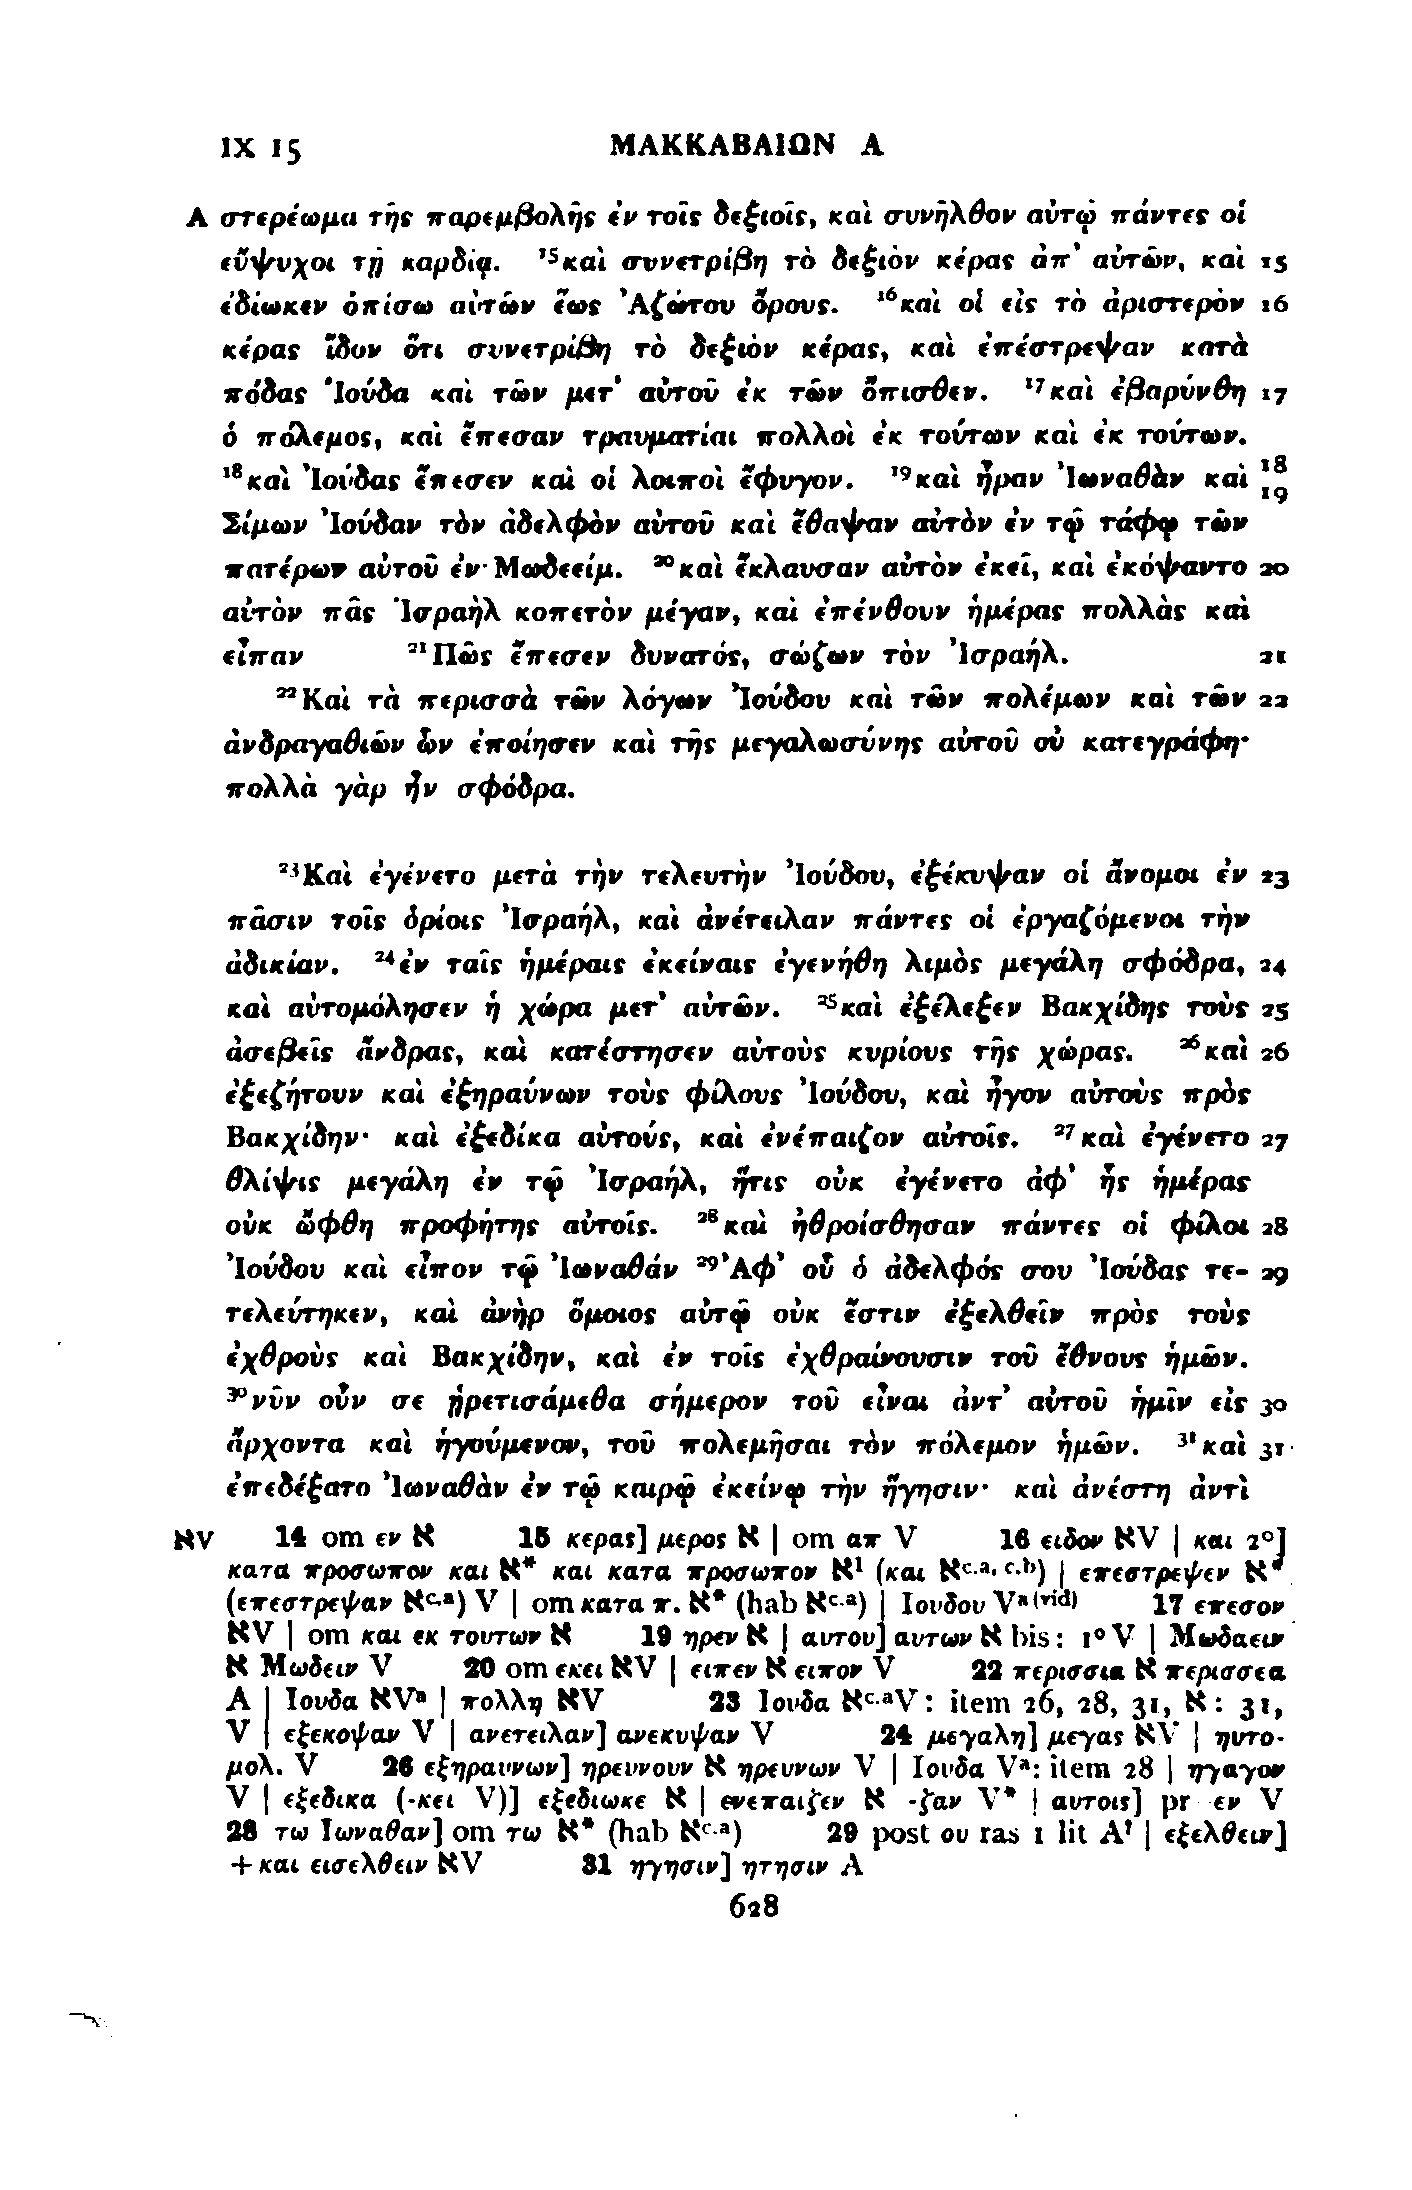 IX 15 ΜΑΚΚΑΒΑΙΩΝ Α
A στερέωμα τῆς παρεμβολῆς ἐν τοῖς δεξιοῖς, καὶ συνῆλθον αὐτῷ πάντες οἱ
εὔψυχοι τῇ καρδίᾳ. ¹⁵καὶ συνετρίβη τὸ δεξιὸν κέρας ἀπ᾽ αὐτῶν, καὶ 15
ἐδίωκεν ὀπίσω αὐτῶν ἕως Ἀζώτου ὄρους. ¹⁶καὶ οἱ εἰς τὸ ἀριστερὸν 16
κέρας ἴδον ὅτι συνετρίβη τὸ δεξιὸν κέρας, καὶ ἐπέστρεψαν κατὰ
πόδας Ἰούδα καὶ τῶν μετ᾽ αὐτοῦ ἐκ τῶν ὄπισθεν. ¹⁷καὶ ἐβαρύνθη 17
ὁ πόλεμος, καὶ ἔπεσαν τραυματίαι πολλοὶ ἐκ τούτων καὶ ἐκ τούτων.
¹⁸καὶ Ἰούδας ἔπεσεν καὶ οἱ λοιποὶ ἔφυγον. ¹⁹καὶ ἦραν Ἰωναθὰν καὶ 18 19
Σίμων Ἰούδαν τὸν ἀδελφὸν αὐτοῦ καὶ ἔθαψαν αὐτὸν ἐν τῷ τάφῳ τῶν
πατέρων αὐτοῦ ἐν Μωδεείμ. ²⁰καὶ ἔκλαυσαν αὐτὸν ἐκεῖ, καὶ ἐκόψαντο 20
αὐτὸν πᾶς Ἰσραὴλ κοπετὸν μέγαν, καὶ ἐπένθουν ἡμέρας πολλὰς καὶ
εἶπαν ²¹Πῶς ἔπεσεν δυνατός, σώζων τὸν Ἰσραήλ. 21
²²Καὶ τὰ περισσὰ τῶν λόγων Ἰούδου καὶ τῶν πολέμων καὶ τῶν 22
ἀνδραγαθιῶν ὧν ἐποίησεν καὶ τῆς μεγαλωσύνης αὐτοῦ οὐ κατεγράφη·
πολλὰ γὰρ ἦν σφόδρα.
²³Καὶ ἐγένετο μετὰ τὴν τελευτὴν Ἰούδου, ἐξέκυψαν οἱ ἄνομοι ἐν 23
πᾶσιν τοῖς ὁρίοις Ἰσραήλ, καὶ ἀνέτειλαν πάντες οἱ ἐργαζόμενοι τὴν
ἀδικίαν. ²⁴ἐν ταῖς ἡμέραις ἐκείναις ἐγενήθη λιμὸς μεγάλη σφόδρα, 24
καὶ αὐτομόλησεν ἡ χώρα μετ᾽ αὐτῶν. ²⁵καὶ ἐξέλεξεν Βακχίδης τοὺς 25
ἀσεβεῖς ἄνδρας, καὶ κατέστησεν αὐτοὺς κυρίους τῆς χώρας. ²⁶καὶ 26
ἐξεζήτουν καὶ ἐξηραύνων τοὺς φίλους Ἰούδου, καὶ ἦγον αὐτοὺς πρὸς
Βακχίδην· καὶ ἐξεδίκα αὐτούς, καὶ ἐνέπαιζον αὐτοῖς. ²⁷καὶ ἐγένετο 27
θλίψις μεγάλη ἐν τῷ Ἰσραήλ, ἥτις οὐκ ἐγένετο ἀφ᾽ ἧς ἡμέρας
οὐκ ὤφθη προφήτης αὐτοῖς. ²⁸καὶ ἠθροίσθησαν πάντες οἱ φίλοι 28
Ἰούδου καὶ εἶπον τῷ Ἰωναθάν ²⁹Ἀφ᾽ οὗ ὁ ἀδελφός σου Ἰούδας τε- 29
τελεύτηκεν, καὶ ἀνὴρ ὅμοιος αὐτῷ οὐκ ἔστιν ἐξελθεῖν πρὸς τοὺς
ἐχθροὺς καὶ Βακχίδην, καὶ ἐν τοῖς ἐχθραίνουσιν τοῦ ἔθνους ἡμῶν.
³⁰νῦν οὖν σε ᾑρετισάμεθα σήμερον τοῦ εἶναι ἀντ᾽ αὐτοῦ ἡμῖν εἰς 30
ἄρχοντα καὶ ἡγούμενον, τοῦ πολεμῆσαι τὸν πόλεμον ἡμῶν. ³¹καὶ 31
ἐπεδέξατο Ἰωναθὰν ἐν τῷ καιρῷ ἐκείνῳ τὴν ἥγησιν· καὶ ἀνέστη ἀντὶ
ℵV 14 om εν ℵ 15 κερας] μερος ℵ | om απ V 16 ειδον ℵV | και 2°]
κατα προσωπον και ℵ* και κατα προσωπον ℵ¹ (και ℵc.a, c.b) | επεστρεψεν ℵ*
(επεστρεψαν ℵc.a) V | om κατα π. ℵ* (hab ℵc.a) | Ιουδου Va(vid) 17 επεσον
ℵV | om και εκ τουτων ℵ 19 ηρεν ℵ | αυτου] αυτων ℵ bis: 1° V | Μωδαειν
ℵ Μωδειν V 20 om εκει ℵV | ειπεν ℵ ειπον V 22 περισσια ℵ περισσεα
A | Ιουδα ℵVa | πολλη ℵV 23 Ιουδα ℵc.aV: item 26, 28, 31, ℵ: 31,
V | εξεκοψαν V | ανετειλαν] ανεκυψαν V 24 μεγαλη] μεγας ℵV | ηυτο-
μολ. V 26 εξηραυνων] ηρευνουν ℵ ηρευνων V | Ιουδα Va: item 28 | ηγαγον
V | εξεδικα (-κει V)] εξεδιωκε ℵ | ενεπαιζεν ℵ -ζαν V* | αυτοις] pr εν V
28 τω Ιωναθαν] om τω ℵ* (hab ℵc.a) 29 post ου ras 1 lit A? | εξελθειν]
+ και εισελθειν ℵV 31 ηγησιν] ητησιν A
628